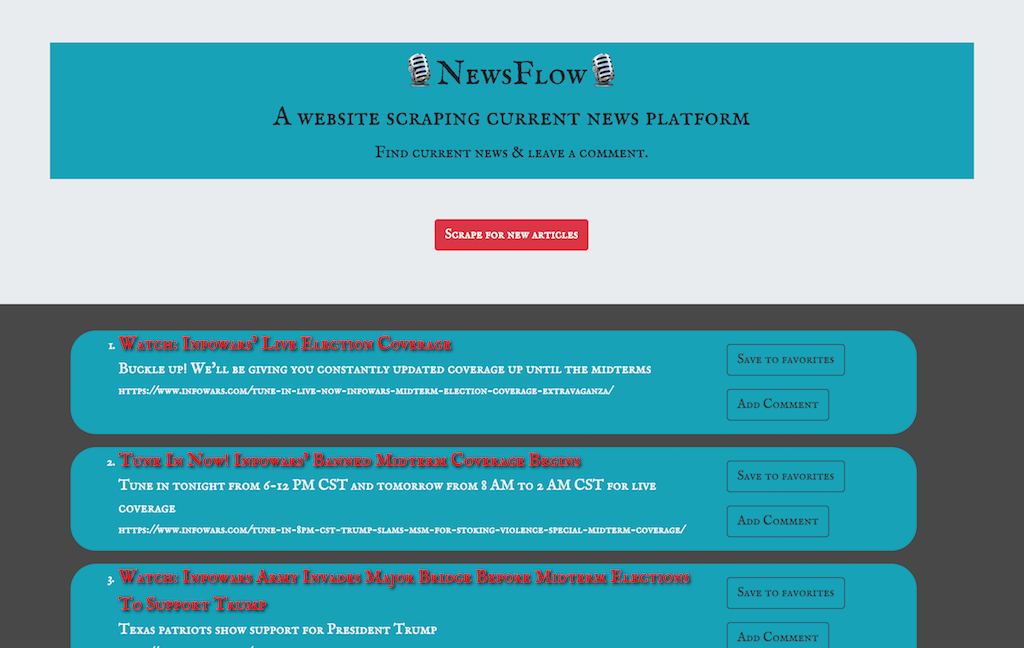 NewsFlow
A website scraping current news platform
Find current news & leave a comment.
Scrape for new articles
1. Watch: Infowars' Live Election Coverage
Buckle up! We'll be giving you constantly updated coverage up until the midterms
https://www.infowars.com/tune-in-live-now-infowars-midterm-election-coverage-extravaganza/
Save to favorites
Add Comment
2. Tune In Now! Infowars' Banned Midterm Coverage Begins
Tune in tonight from 6-12 PM CST and tomorrow from 8 AM to 2 AM CST for live
coverage
https://www.infowars.com/tune-in-8pm-cst-trump-slams-msm-for-stoking-violence-special-midterm-coverage/
Save to favorites
Add Comment
3. Watch: Infowars Army Invades Major Bridge Before Midterm Elections
To Support Trump
Texas patriots show support for President Trump
Save to favorites
Add Comment